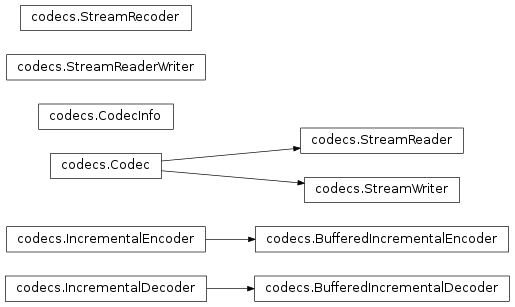 codecs.StreamRecoder
codecs.StreamReaderWriter
codecs.CodecInfo
codecs.StreamReader
codecs.Codec
codecs.StreamWriter
codecs.IncrementalEncoder
codecs.BufferedIncrementalEncoder
codecs.IncrementalDecoder
codecs.BufferedIncrementalDecoder